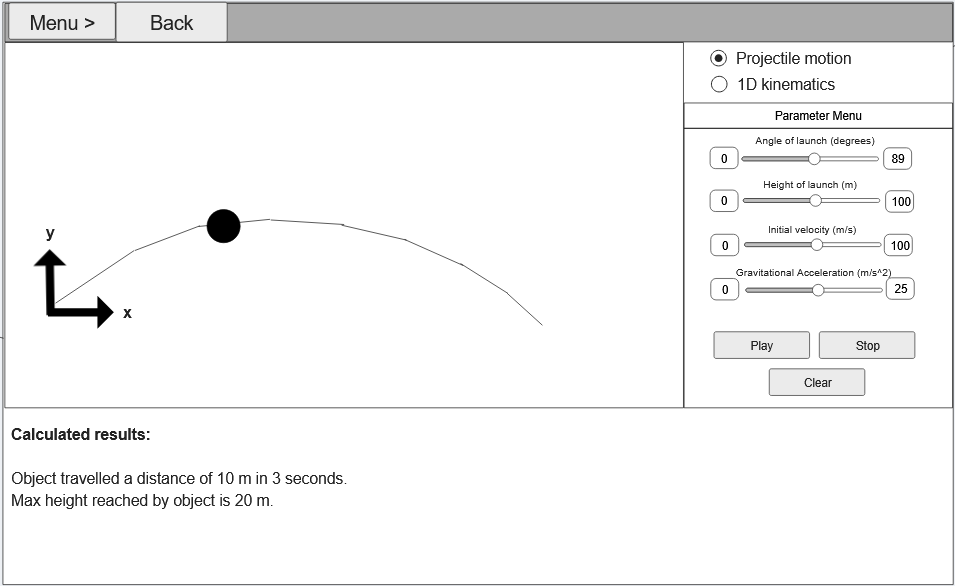 Menu > Back
Projectile motion
1D kinematics
Parameter Menu
Angle of launch (degrees)
0 89
Height of launch (m)
0 100
Initial velocity (m/s)
0 100
Gravitational Acceleration (m/s^2)
0 25
Play Stop
Clear
y
x
Calculated results:
Object travelled a distance of 10 m in 3 seconds.
Max height reached by object is 20 m.